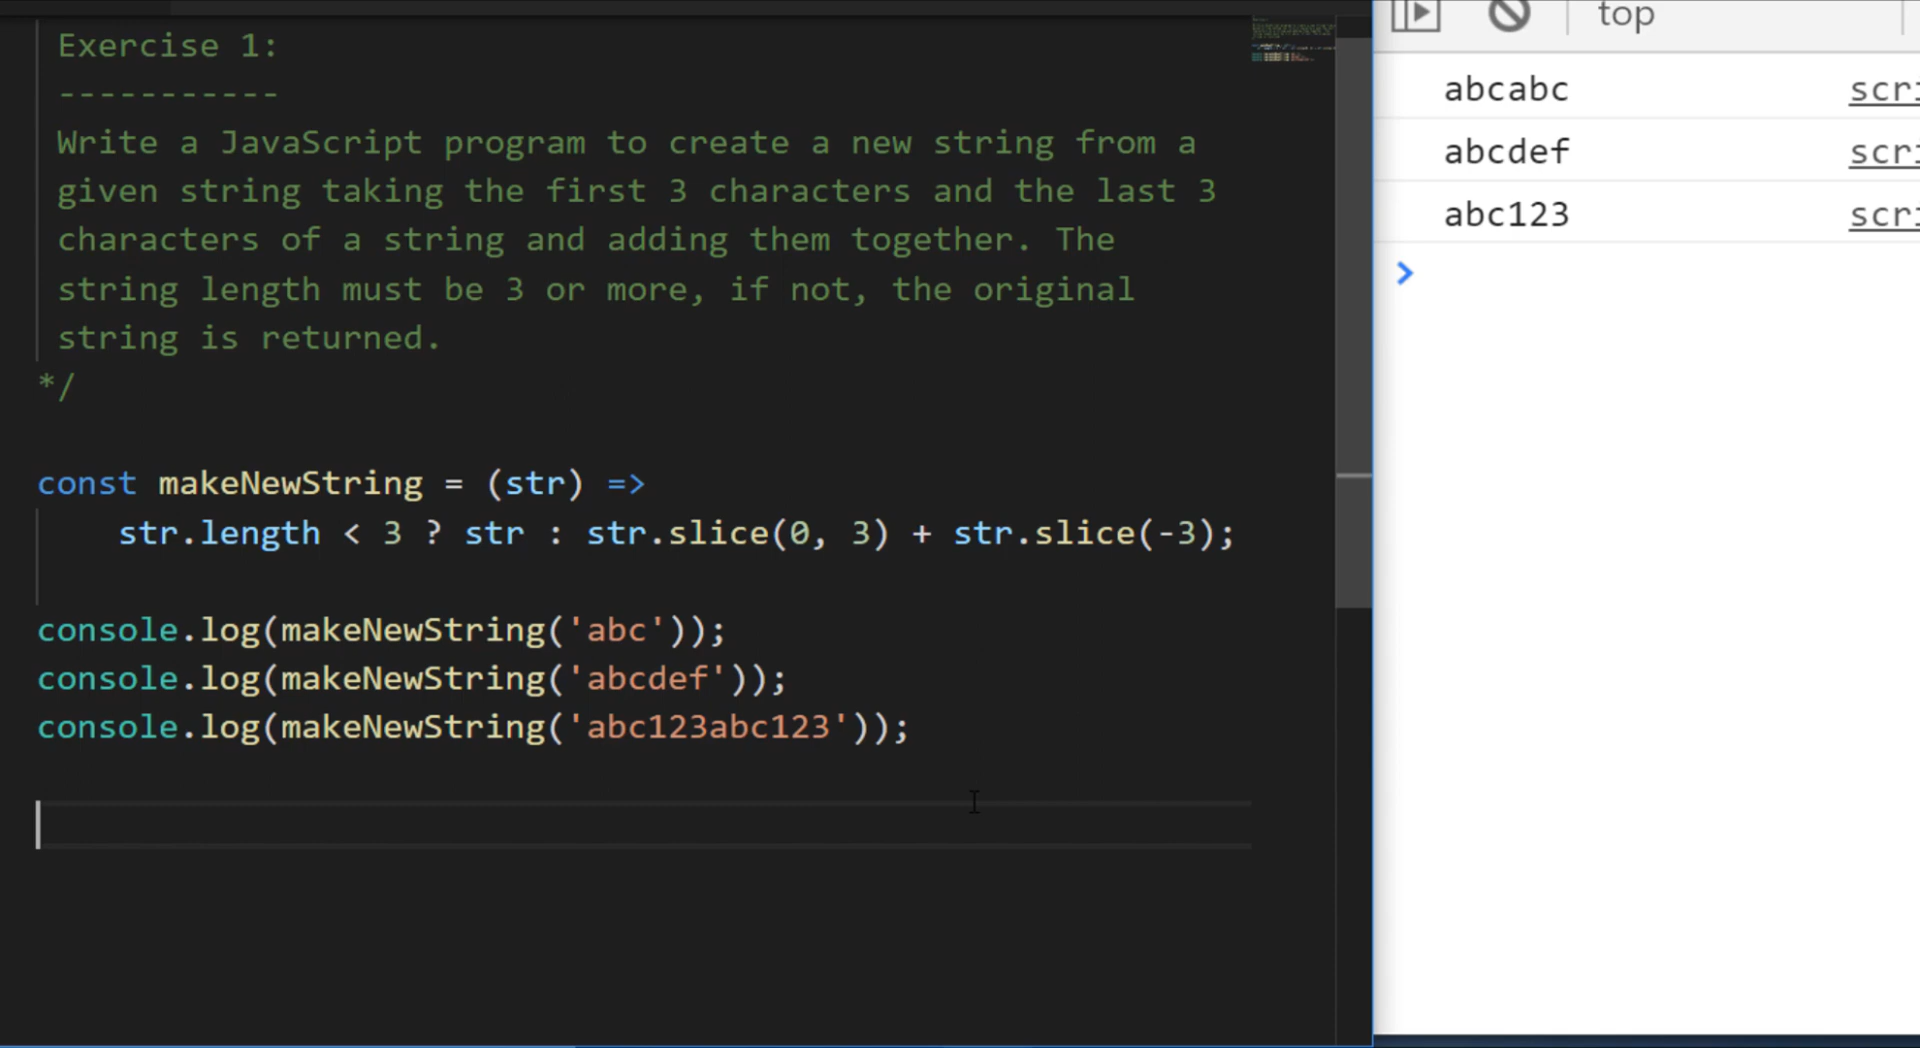 Exercise 1:
-----------
Write a JavaScript program to create a new string from a
given string taking the first 3 characters and the last 3
characters of a string and adding them together. The
string length must be 3 or more, if not, the original
string is returned.
*/
const makeNewString = (str) =>
str.length < 3 ? str : str.slice(0, 3) + str.slice(-3);
console.log(makeNewString('abc'));
console.log(makeNewString('abcdef'));
console.log(makeNewString('abc123abc123'));
top
abcabc scri
abcdef scri
abc123 scri
>